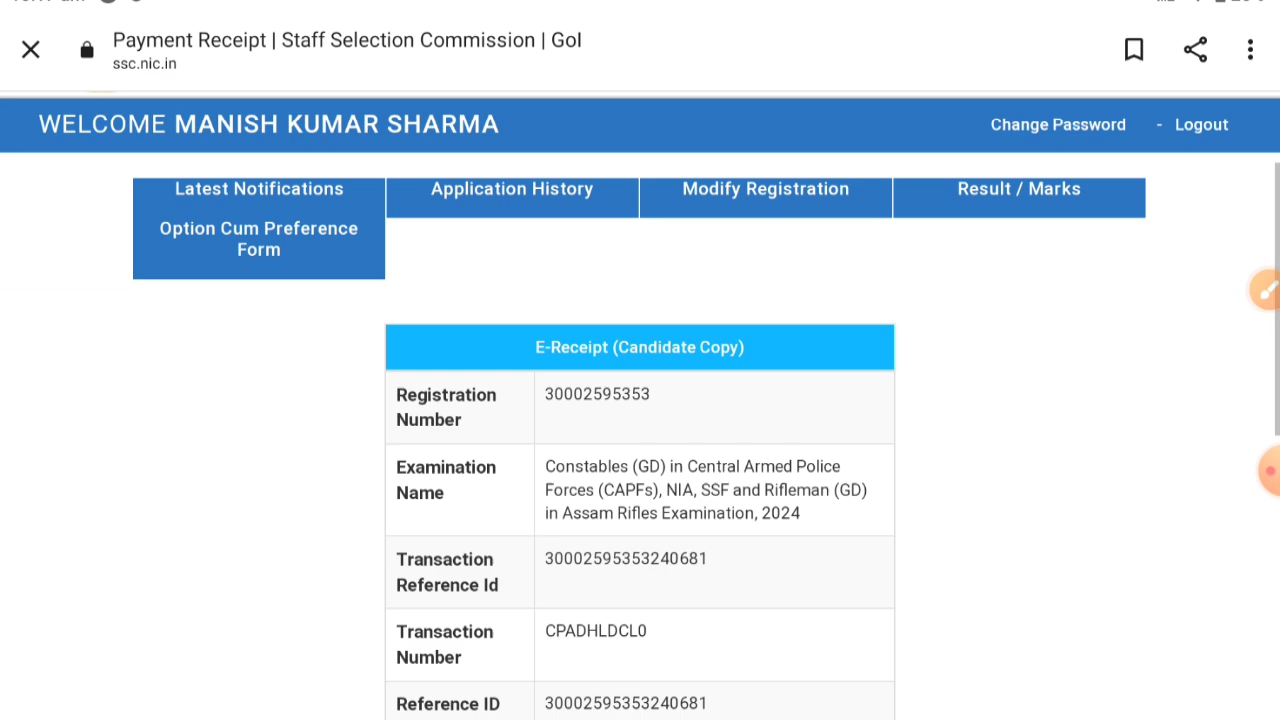 Payment Receipt | Staff Selection Commission | GoI
ssc.nic.in
WELCOME MANISH KUMAR SHARMA
Change Password - Logout
Latest Notifications
Application History
Modify Registration
Result / Marks
Option Cum Preference
Form
E-Receipt (Candidate Copy)
Registration
Number
30002595353
Examination
Name
Constables (GD) in Central Armed Police
Forces (CAPFs), NIA, SSF and Rifleman (GD)
in Assam Rifles Examination, 2024
Transaction
Reference Id
30002595353240681
Transaction
Number
CPADHLDCL0
Reference ID
30002595353240681